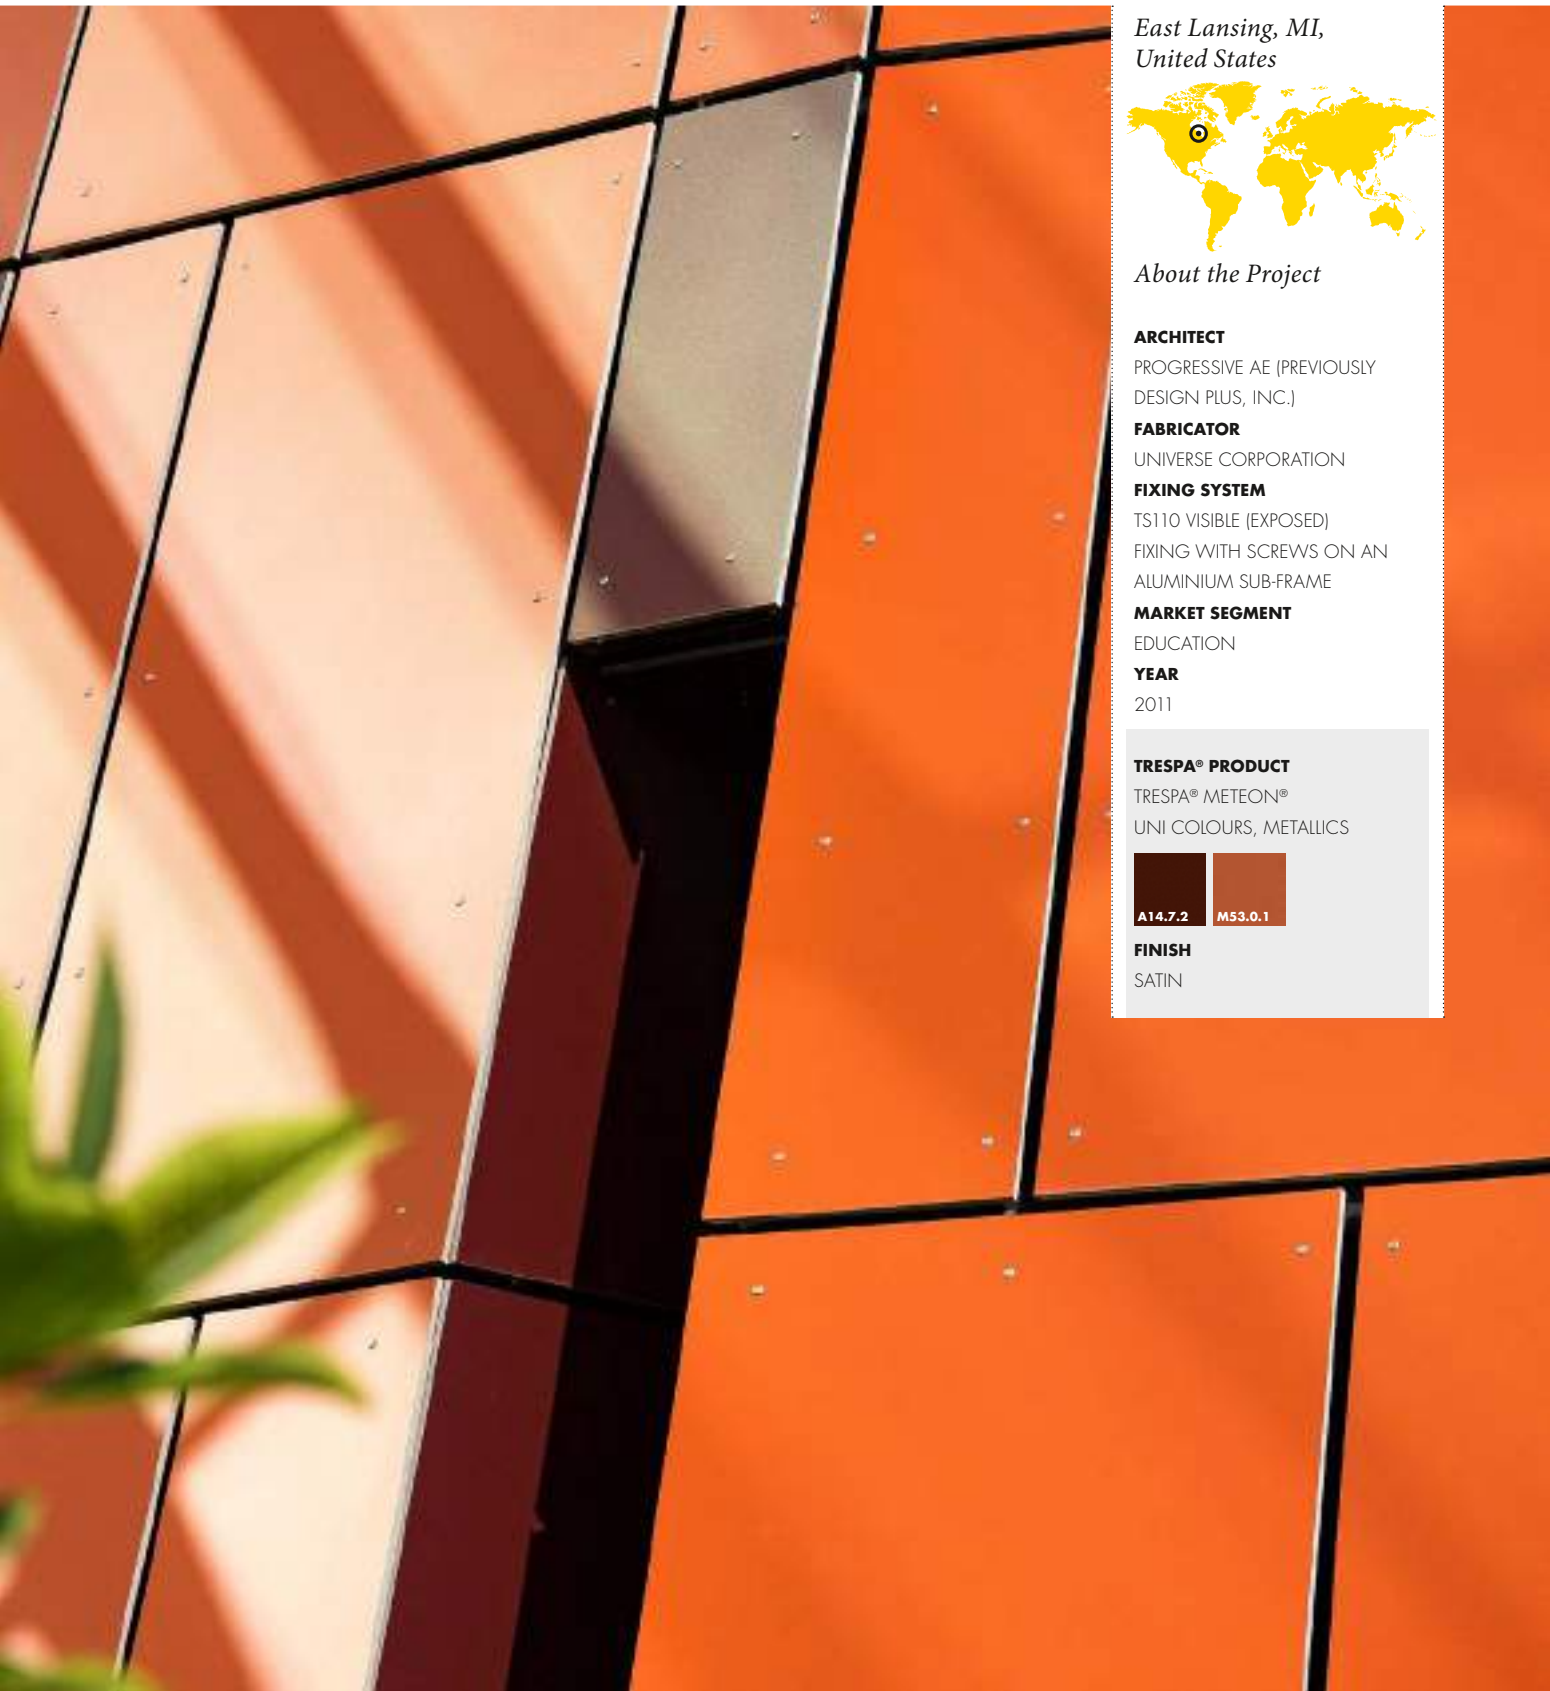 East Lansing, MI,
United States
About the Project
ARCHITECT
PROGRESSIVE AE (PREVIOUSLY
DESIGN PLUS, INC.)
FABRICATOR
UNIVERSE CORPORATION
FIXING SYSTEM
TS110 VISIBLE (EXPOSED)
FIXING WITH SCREWS ON AN
ALUMINIUM SUB-FRAME
MARKET SEGMENT
EDUCATION
YEAR
2011
TRESPA® PRODUCT
TRESPA® METEON®
UNI COLOURS, METALLICS
A14.7.2 M53.0.1
FINISH
SATIN